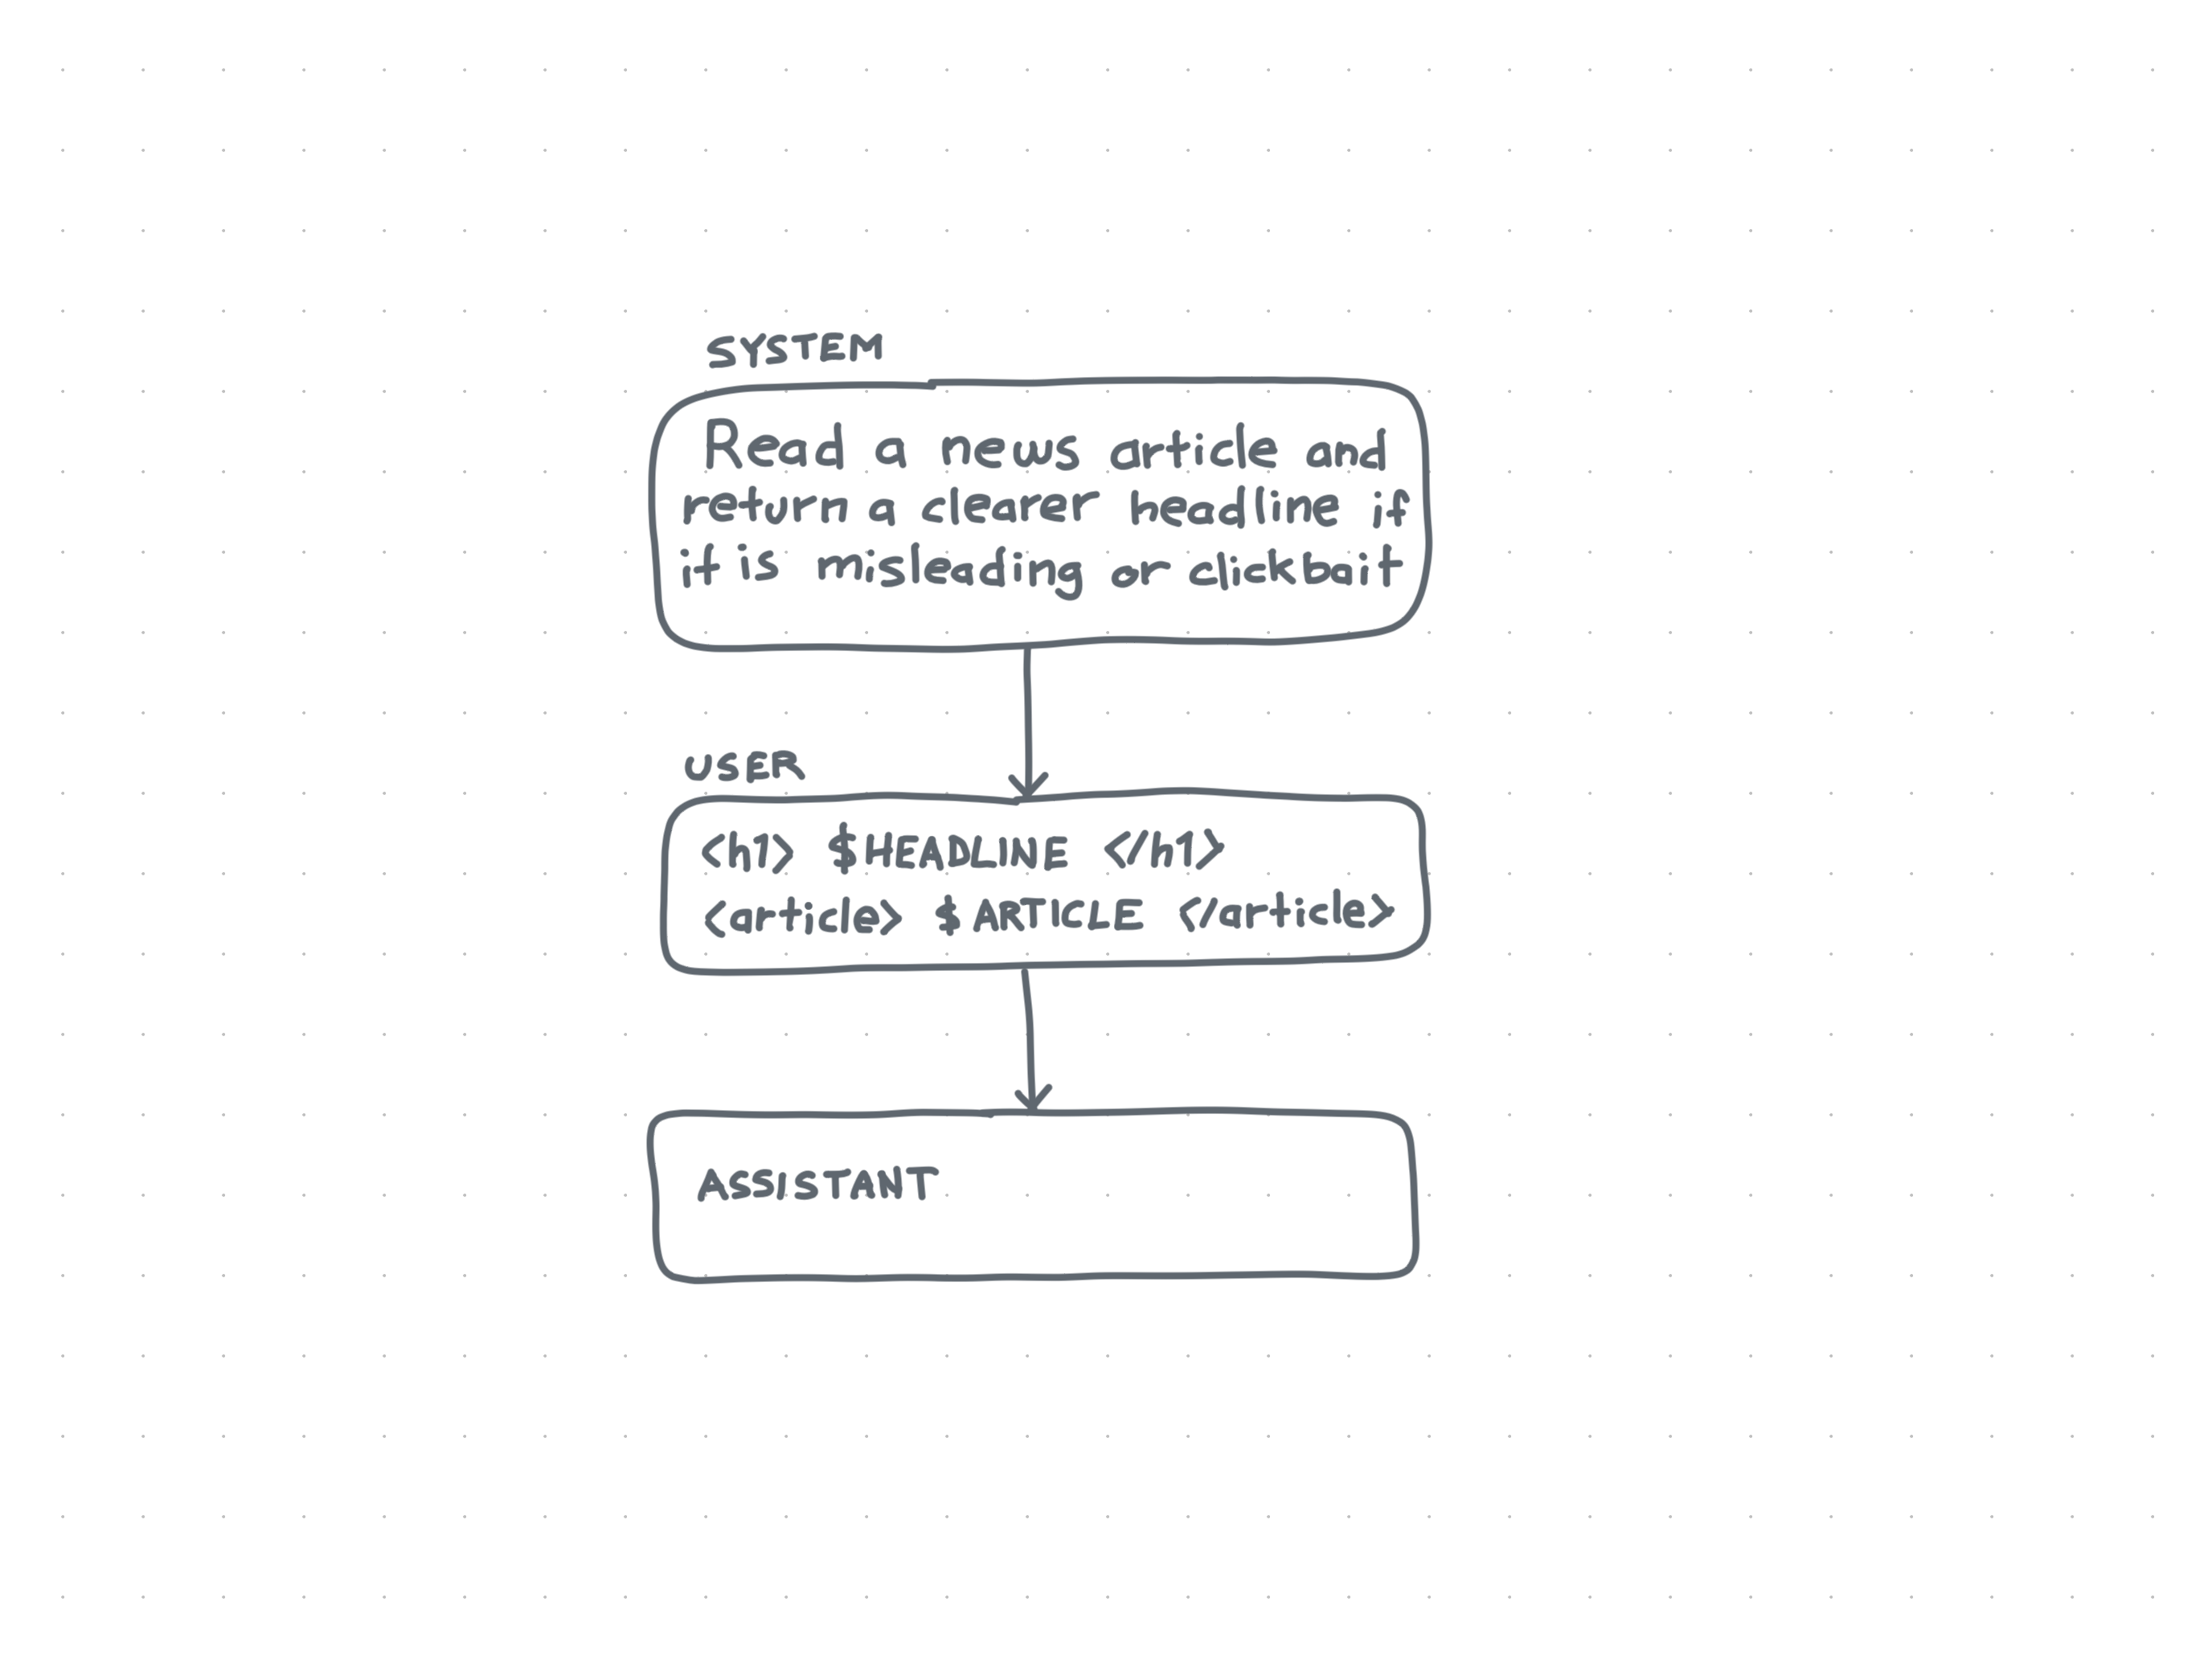 SYSTEM
Read a news article and
return a clearer headline if
it is misleading or clickbait
USER
<h1> $HEADLINE </h1>
<article> $ARTICLE </article>
ASSISTANT